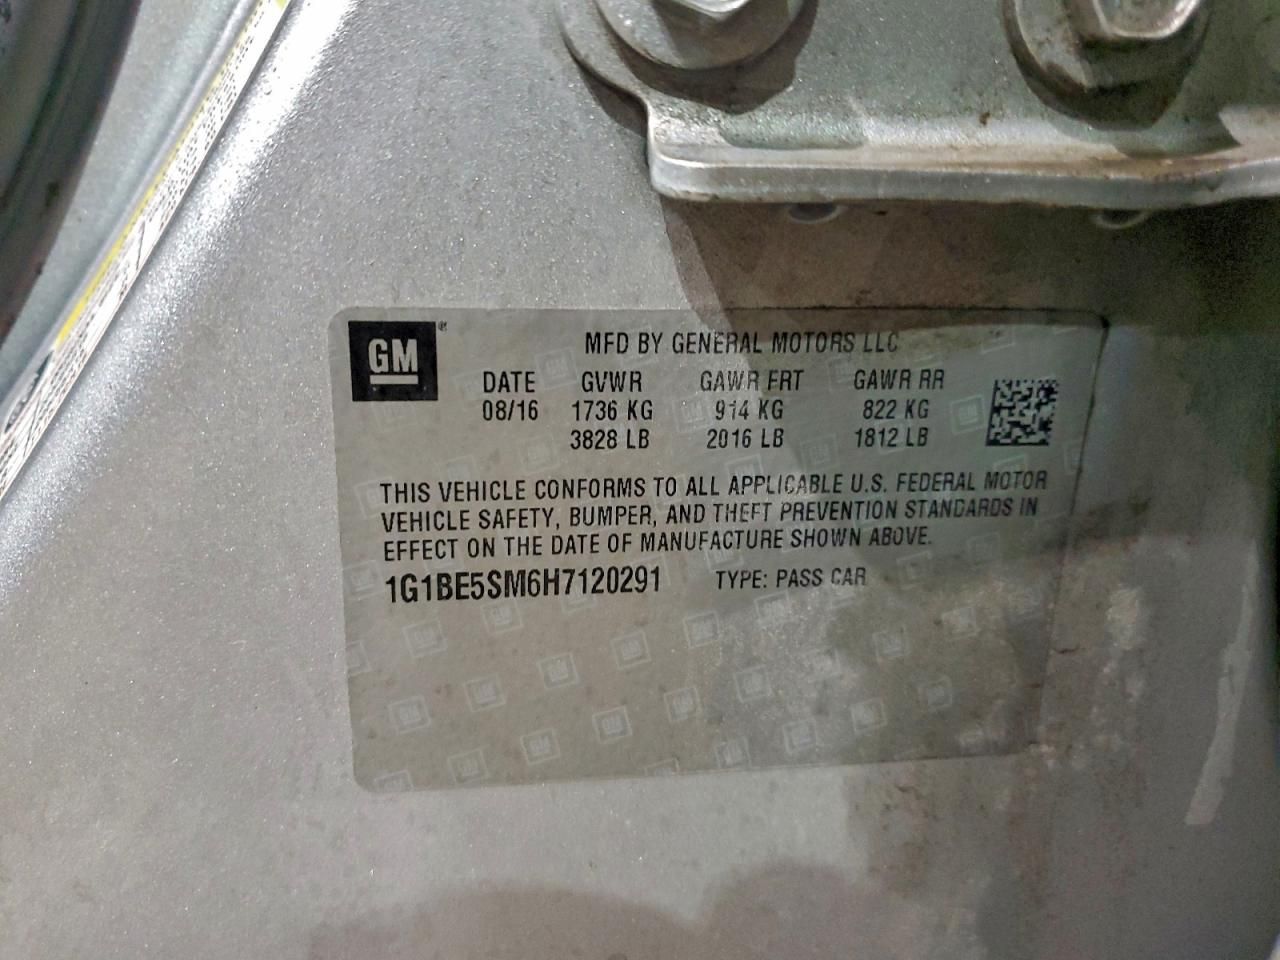 GM
MFD BY GENERAL MOTORS LLC
DATE GVWR GAWR FRT GAWR RR
08/16 1736 KG 914 KG 822 KG
3828 LB 2016 LB 1812 LB
THIS VEHICLE CONFORMS TO ALL APPLICABLE U.S. FEDERAL MOTOR
VEHICLE SAFETY, BUMPER, AND THEFT PREVENTION STANDARDS IN
EFFECT ON THE DATE OF MANUFACTURE SHOWN ABOVE.
1G1BE5SM6H7120291 TYPE: PASS CAR